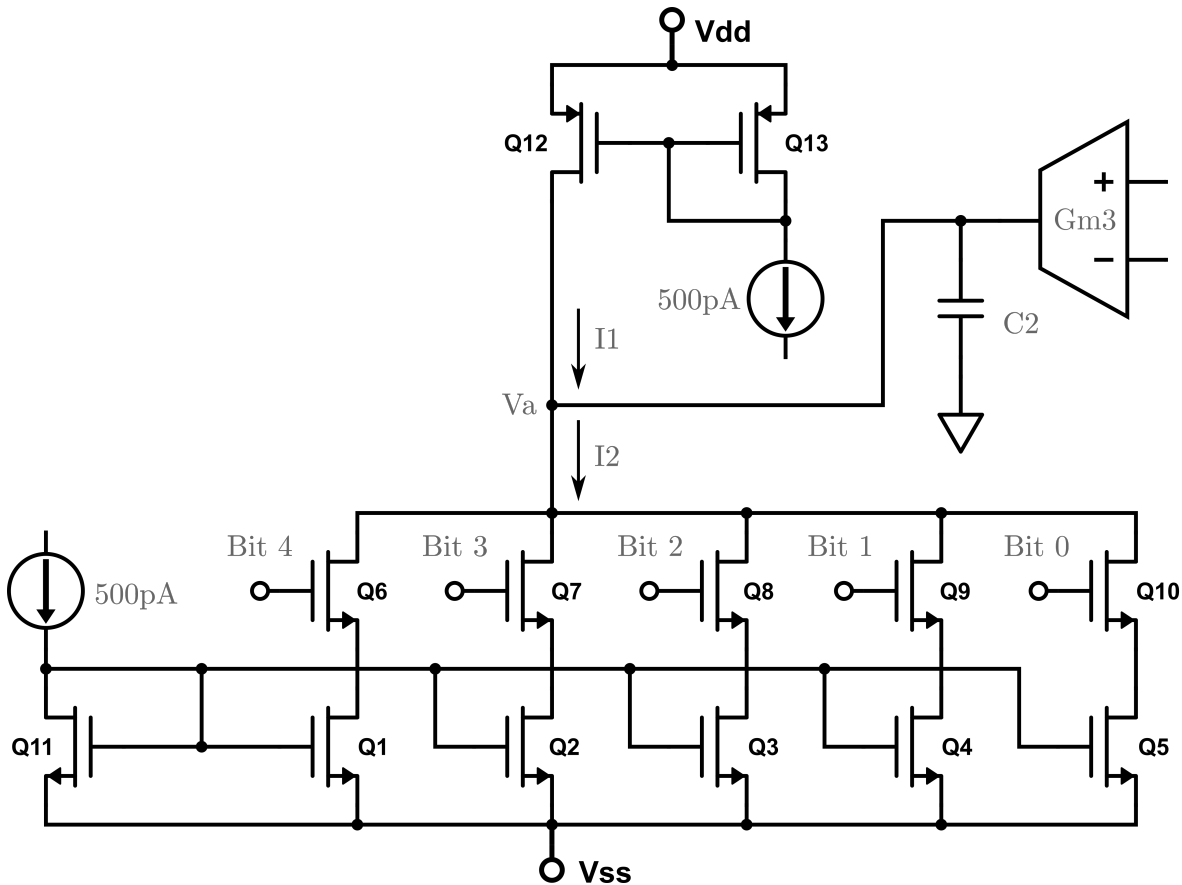 Vdd
Q12
Q13
+
Gm3
−
500pA
C2
I1
Va
I2
Bit 4
Bit 3
Bit 2
Bit 1
Bit 0
500pA
Q6
Q7
Q8
Q9
Q10
Q11
Q1
Q2
Q3
Q4
Q5
Vss